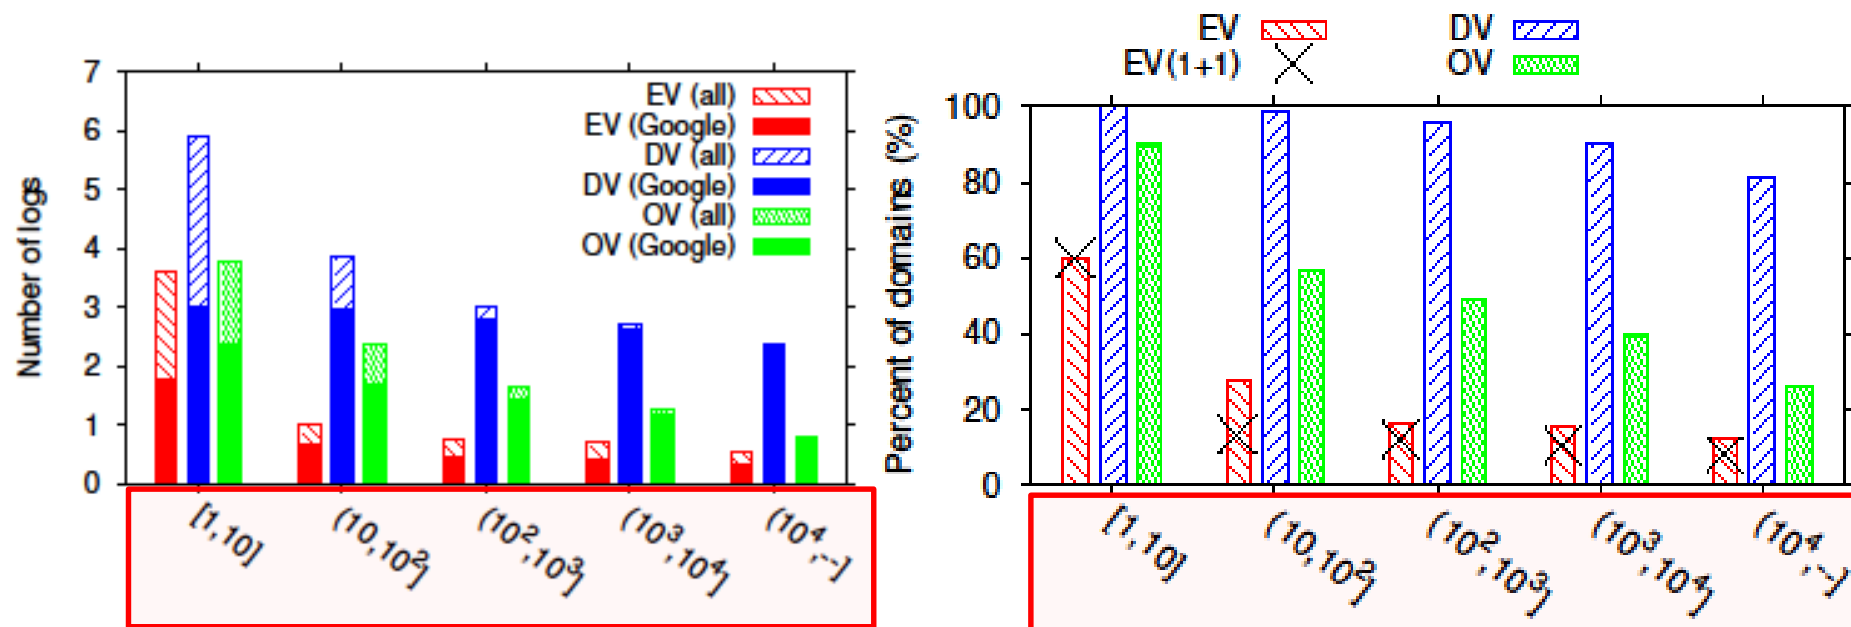 Number of logs
7
6
5
4
3
2
1
0
EV (all)
EV (Google)
DV (all)
DV (Google)
OV (all)
OV (Google)
[1,10]
(10,10²]
(10²,10³]
(10³,10⁴]
(10⁴,--]
EV
EV(1+1)
DV
OV
Percent of domains (%)
100
80
60
40
20
0
[1,10]
(10,10²]
(10²,10³]
(10³,10⁴]
(10⁴,--]